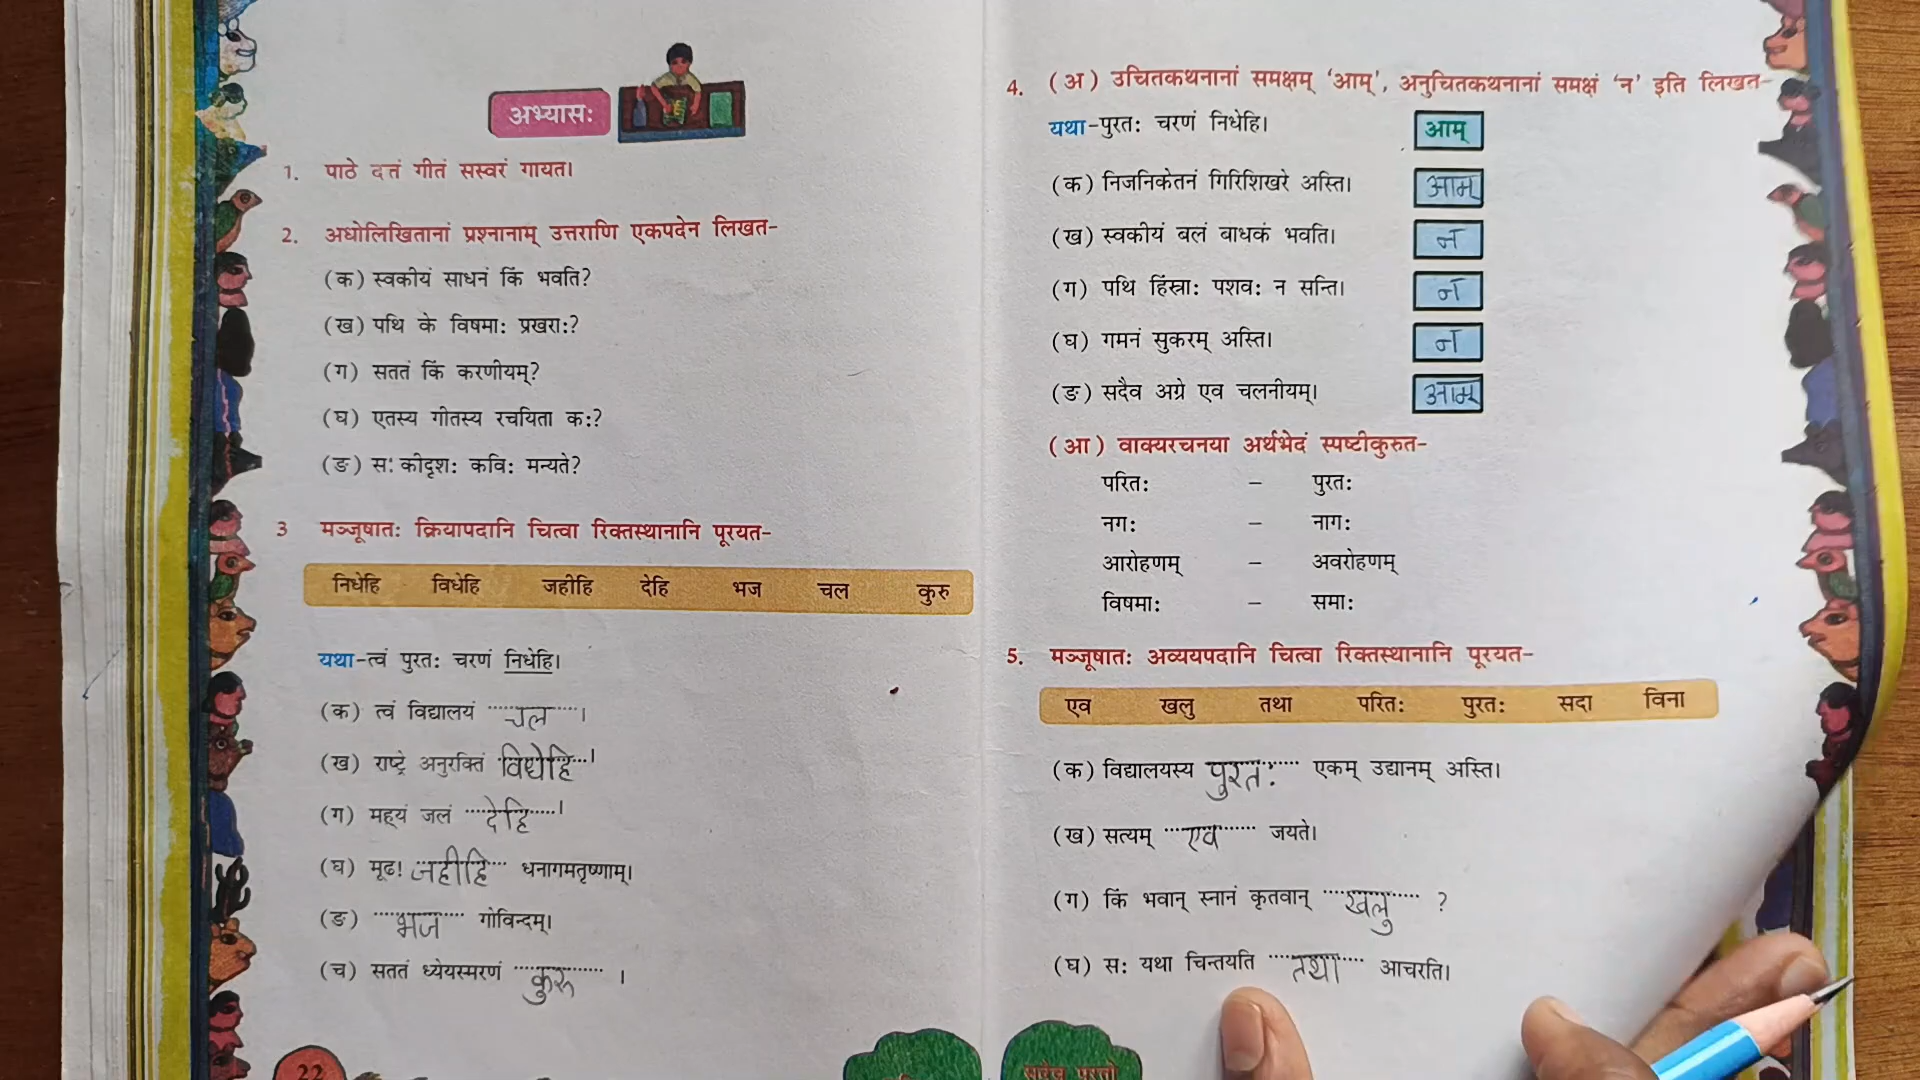 अभ्यासः
1. पाठे दत्तं गीतं सस्वरं गायत।
2. अधोलिखितानां प्रश्नानाम् उत्तराणि एकपदेन लिखत-
(क) स्वकीयं साधनं किं भवति?
(ख) पथि के विषमाः प्रखराः?
(ग) सततं किं करणीयम्?
(घ) एतस्य गीतस्य रचयिता कः?
(ङ) सः कीदृशः कविः मन्यते?
3 मञ्जूषातः क्रियापदानि चित्वा रिक्तस्थानानि पूरयत-
निधेहि विधेहि जहीहि देहि भज चल कुरु
यथा-त्वं पुरतः चरणं निधेहि।
(क) त्वं विद्यालयं चल।
(ख) राष्ट्रे अनुरक्तिं विधेहि।
(ग) मह्यं जलं देहि।
(घ) मूढ! जहीहि धनागमतृष्णाम्।
(ङ) भज गोविन्दम्।
(च) सततं ध्येयस्मरणं कुरु ।
22
4. (अ) उचितकथनानां समक्षम् 'आम्', अनुचितकथनानां समक्षं 'न' इति लिखत-
यथा-पुरतः चरणं निधेहि। आम्
(क) निजनिकेतनं गिरिशिखरे अस्ति। आम्
(ख) स्वकीयं बलं बाधकं भवति। न
(ग) पथि हिंस्राः पशवः न सन्ति। न
(घ) गमनं सुकरम् अस्ति। न
(ङ) सदैव अग्रे एव चलनीयम्। आम्
(आ) वाक्यरचनया अर्थभेदं स्पष्टीकुरुत-
परितः – पुरतः
नगः – नागः
आरोहणम् – अवरोहणम्
विषमाः – समाः
5. मञ्जूषातः अव्ययपदानि चित्वा रिक्तस्थानानि पूरयत-
एव खलु तथा परितः पुरतः सदा विना
(क) विद्यालयस्य पुरतः एकम् उद्यानम् अस्ति।
(ख) सत्यम् एव जयते।
(ग) किं भवान् स्नानं कृतवान् खलु ?
(घ) सः यथा चिन्तयति तथा आचरति।